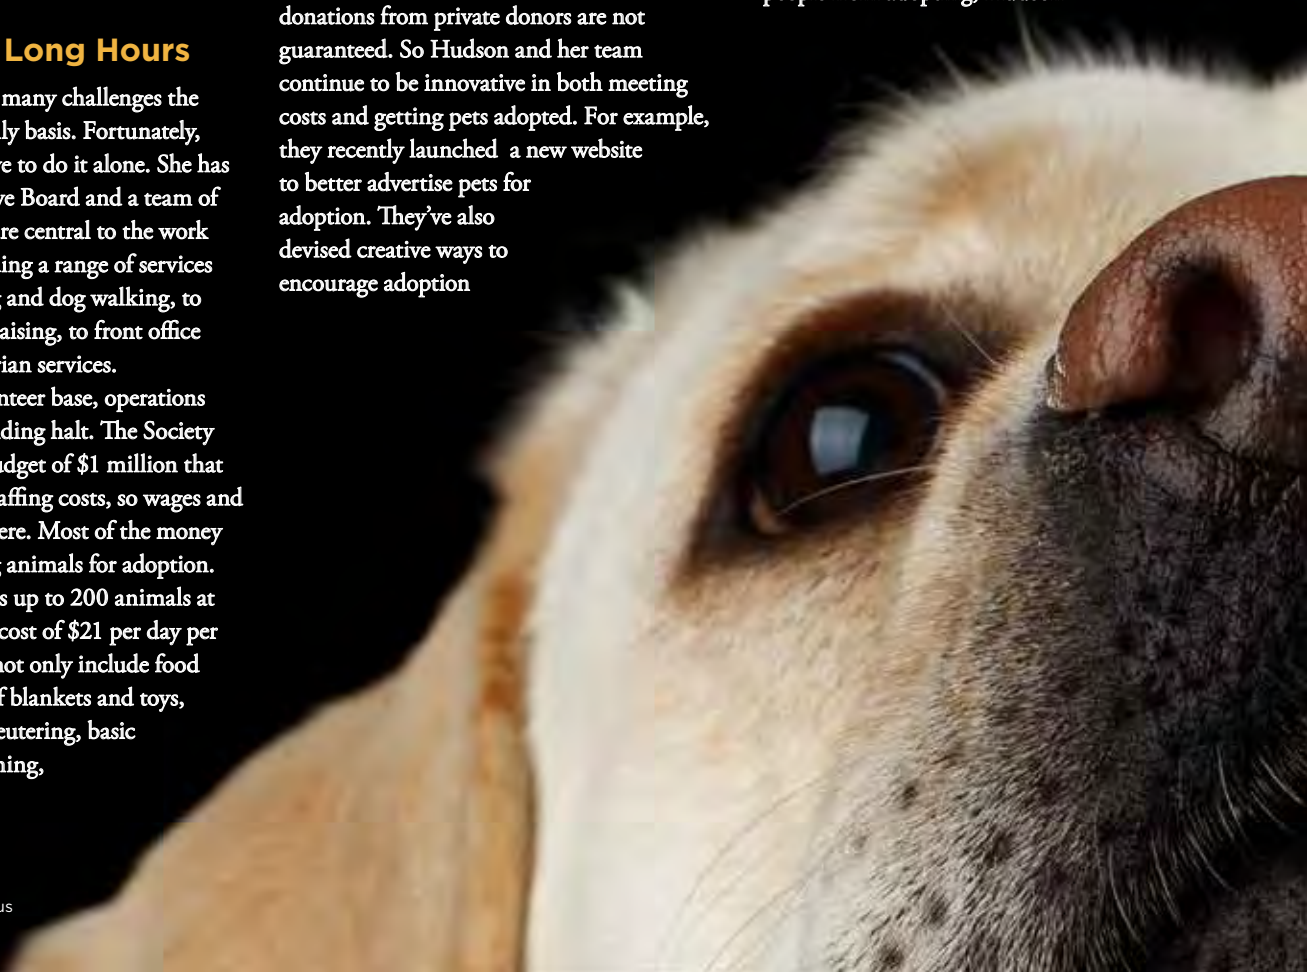 Long Hours
many challenges the
ly basis. Fortunately,
e to do it alone. She has
ve Board and a team of
re central to the work
ing a range of services
and dog walking, to
aising, to front office
rian services.
nteer base, operations
ding halt. The Society
udget of $1 million that
affing costs, so wages and
ere. Most of the money
animals for adoption.
s up to 200 animals at
cost of $21 per day per
not only include food
f blankets and toys,
eutering, basic
ning,
us
donations from private donors are not
guaranteed. So Hudson and her team
continue to be innovative in both meeting
costs and getting pets adopted. For example,
they recently launched a new website
to better advertise pets for
adoption. They've also
devised creative ways to
encourage adoption